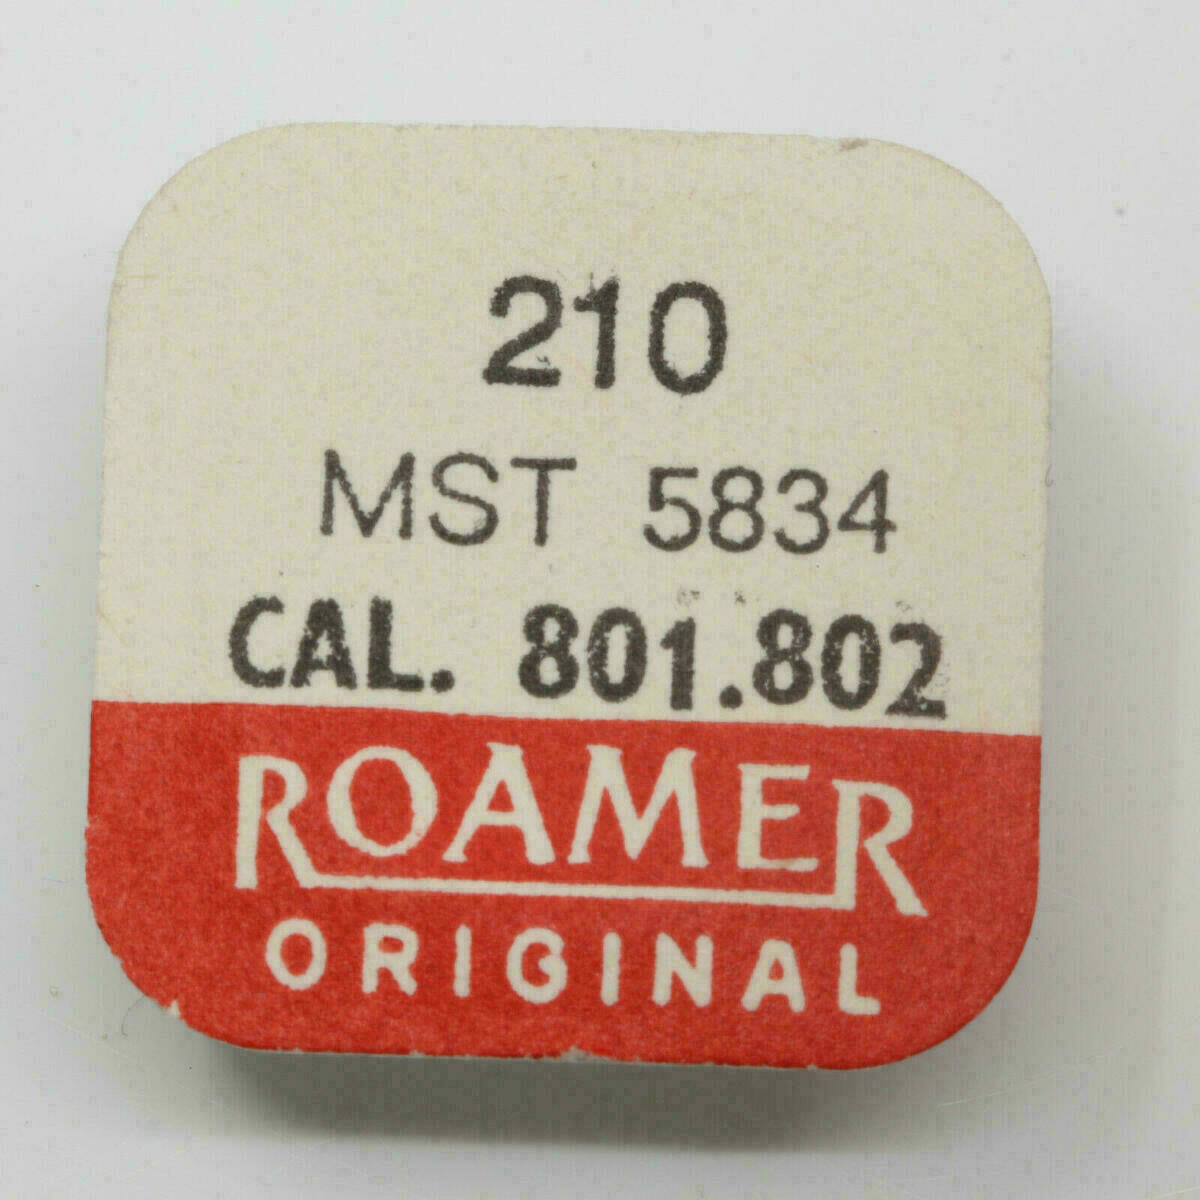 210
MST 5834
CAL. 801.802
ROAMER
ORIGINAL